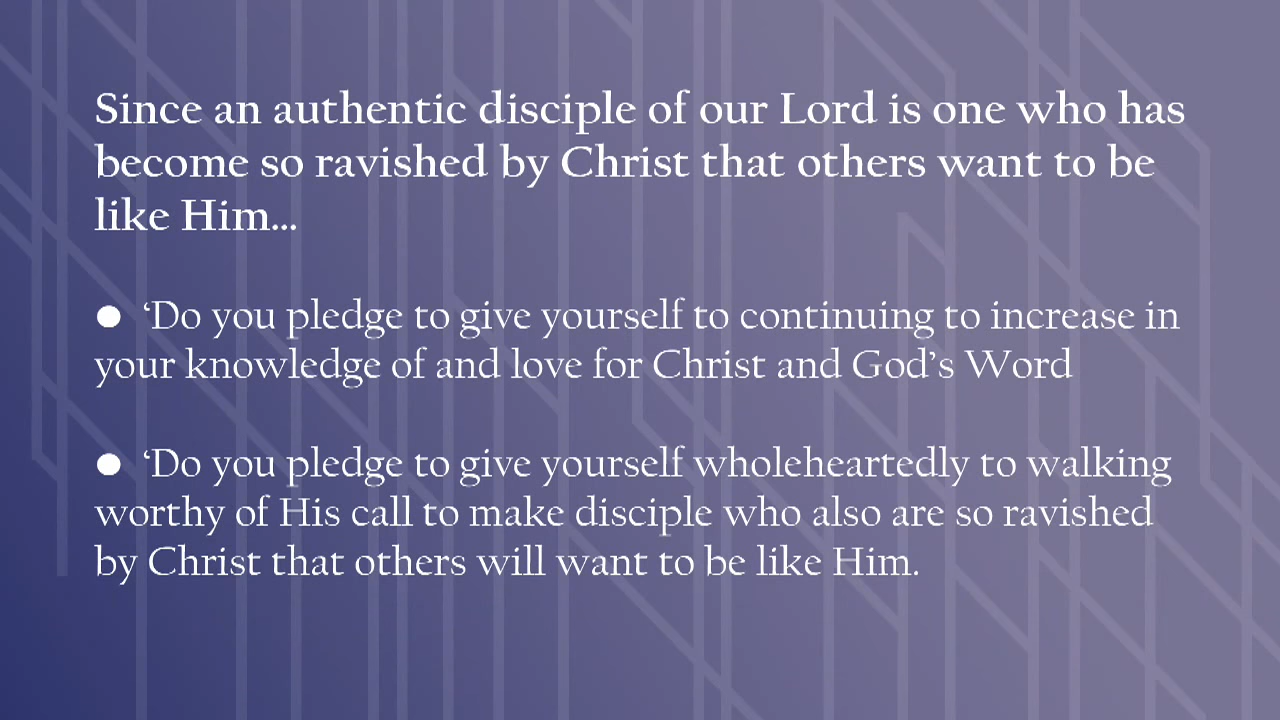 Since an authentic disciple of our Lord is one who has
become so ravished by Christ that others want to be
like Him...
● ‘Do you pledge to give yourself to continuing to increase in
your knowledge of and love for Christ and God’s Word
● ‘Do you pledge to give yourself wholeheartedly to walking
worthy of His call to make disciple who also are so ravished
by Christ that others will want to be like Him.